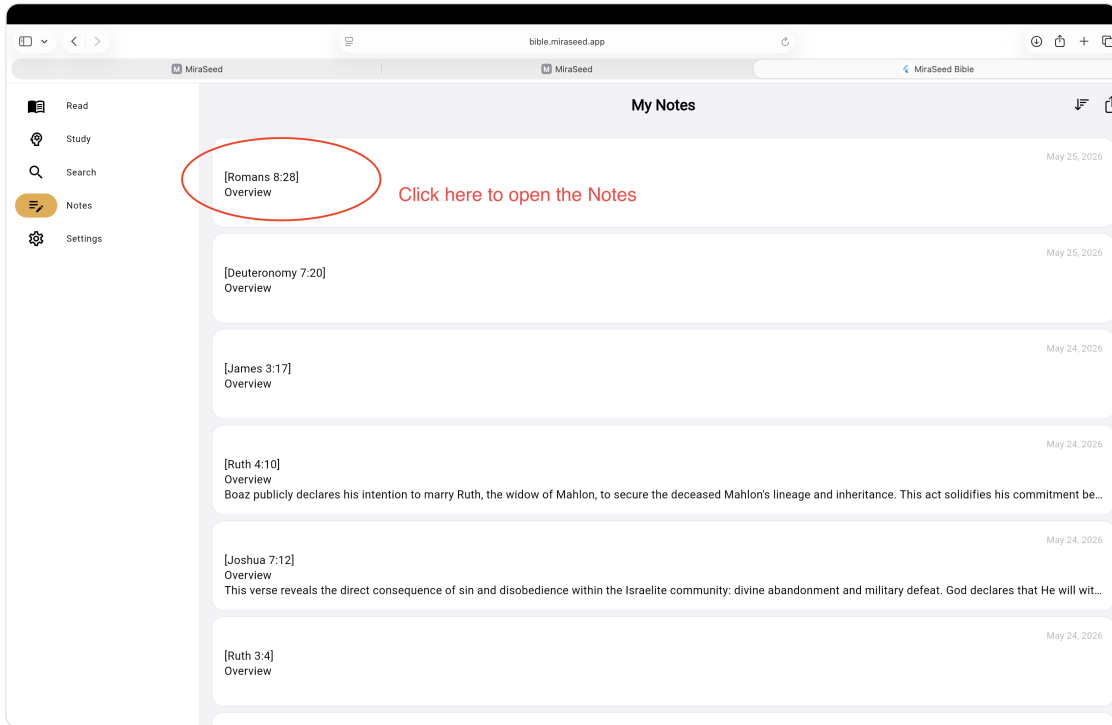 bible.miraseed.app
M MiraSeed
M MiraSeed
MiraSeed Bible
Read
Study
Search
Notes
Settings
My Notes
May 25, 2026
[Romans 8:28]
Overview
Click here to open the Notes
May 25, 2026
[Deuteronomy 7:20]
Overview
May 24, 2026
[James 3:17]
Overview
May 24, 2026
[Ruth 4:10]
Overview
Boaz publicly declares his intention to marry Ruth, the widow of Mahlon, to secure the deceased Mahlon's lineage and inheritance. This act solidifies his commitment be…
May 24, 2026
[Joshua 7:12]
Overview
This verse reveals the direct consequence of sin and disobedience within the Israelite community: divine abandonment and military defeat. God declares that He will wit…
May 24, 2026
[Ruth 3:4]
Overview